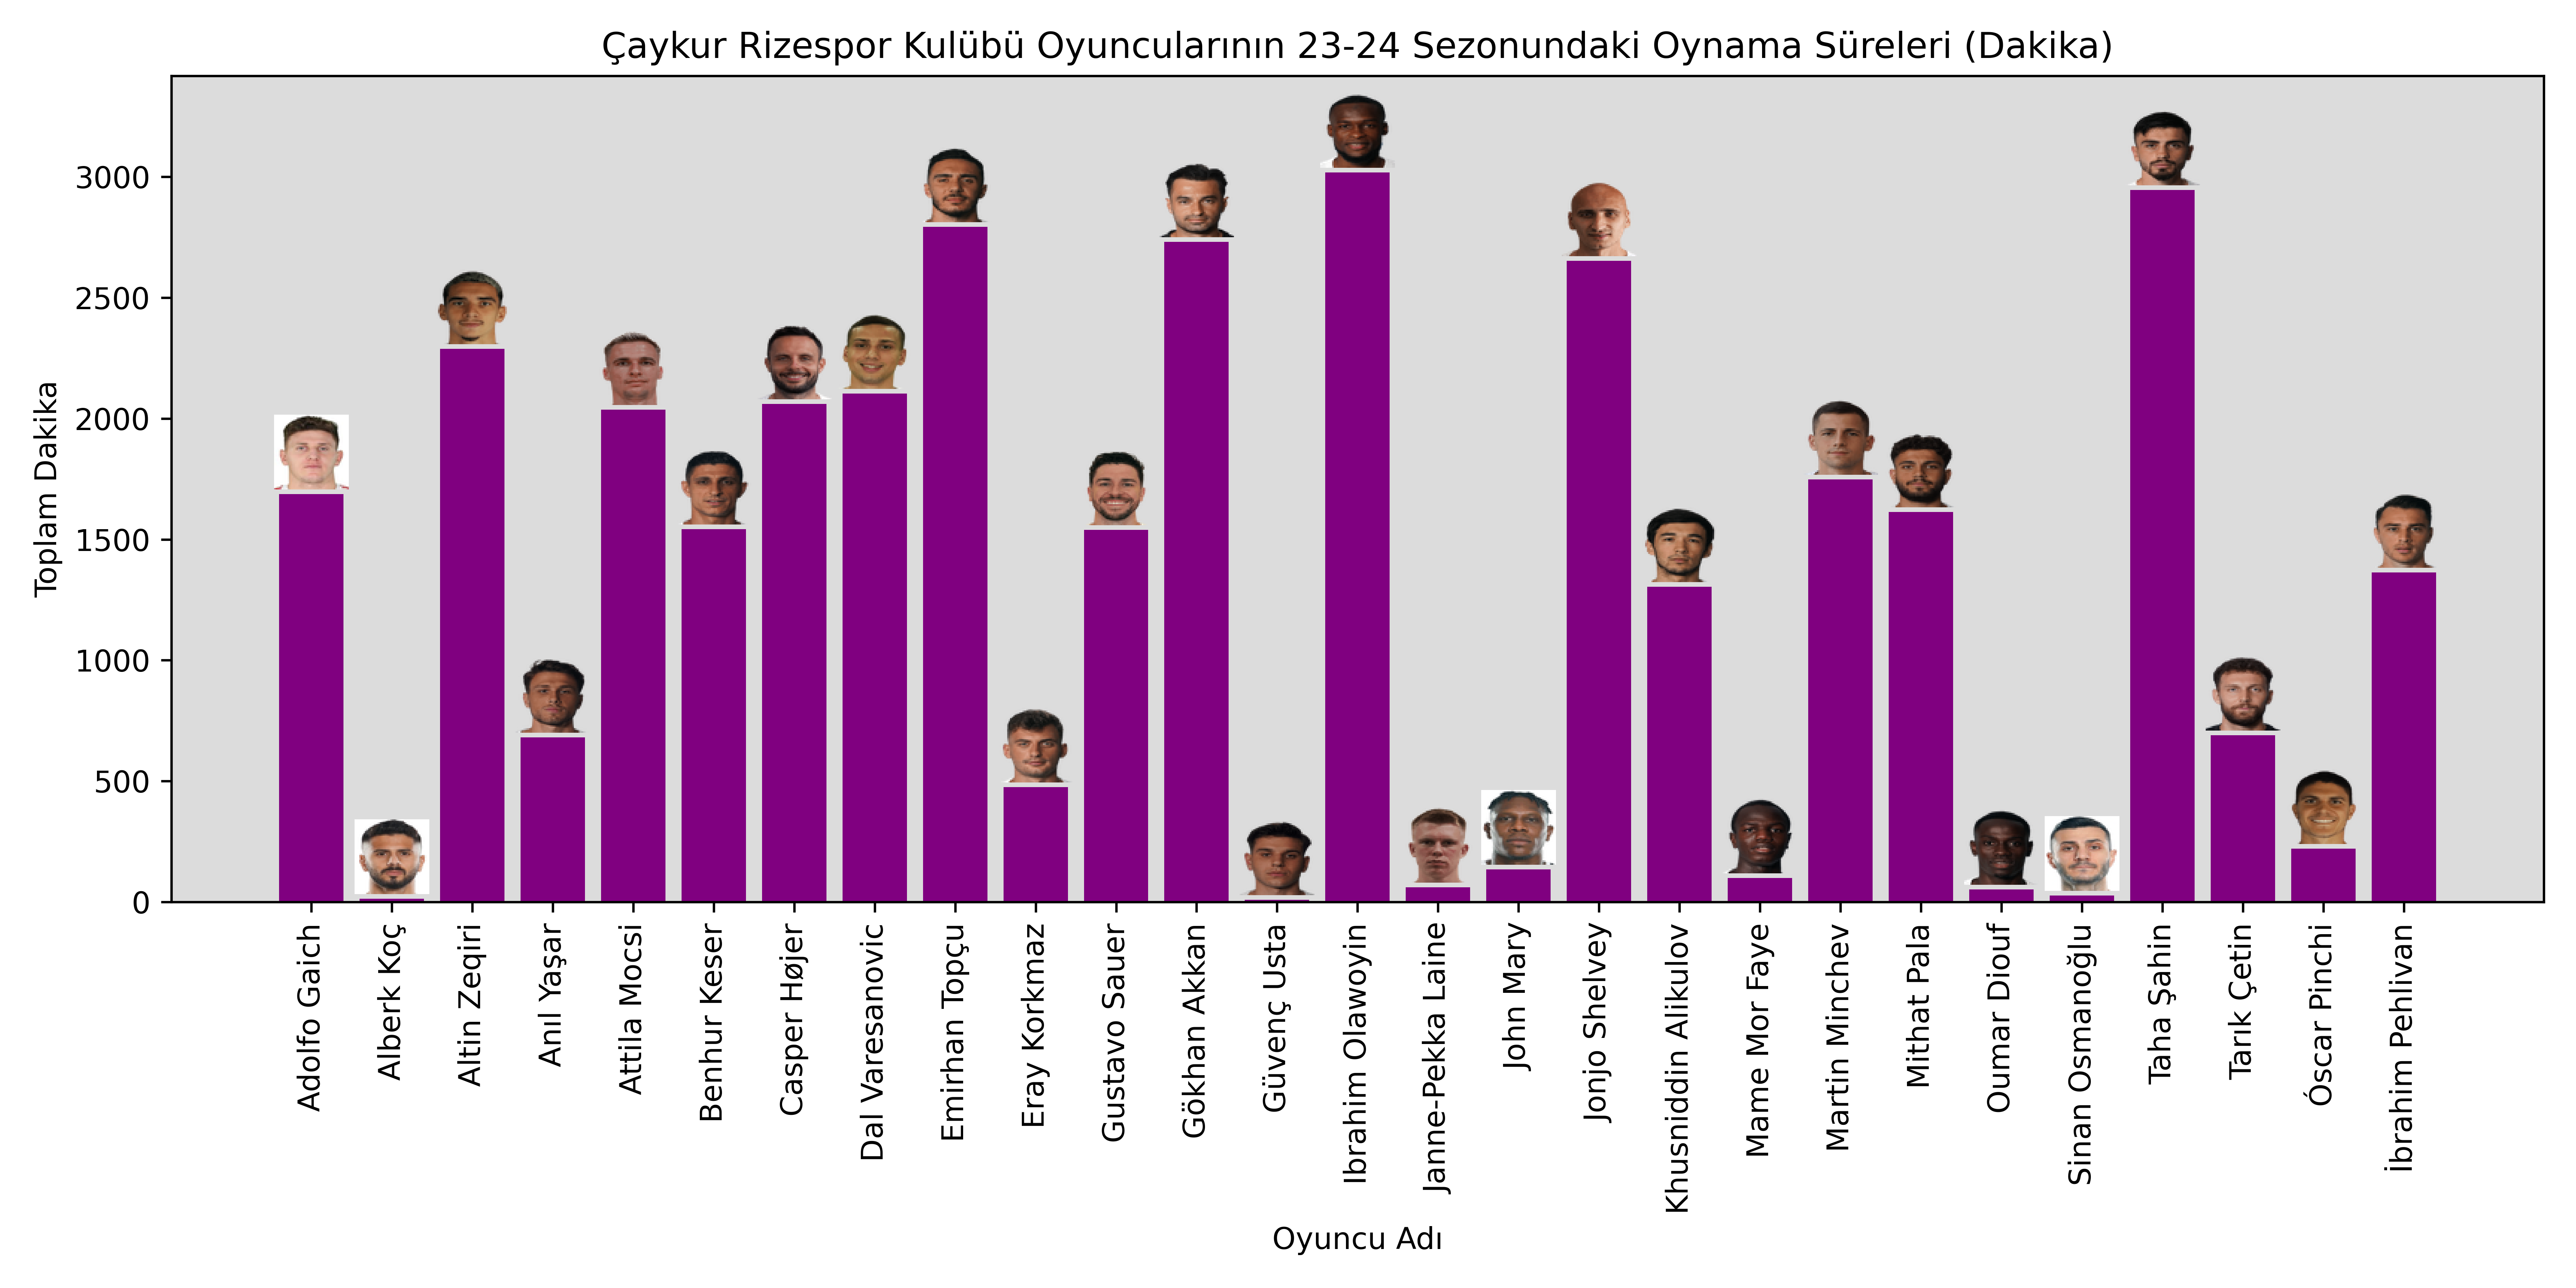 Çaykur Rizespor Kulübü Oyuncularının 23-24 Sezonundaki Oynama Süreleri (Dakika)
Toplam Dakika
3000
2500
2000
1500
1000
500
0
Adolfo Gaich
Alberk Koç
Altin Zeqiri
Anıl Yaşar
Attila Mocsi
Benhur Keser
Casper Højer
Dal Varesanovic
Emirhan Topçu
Eray Korkmaz
Gustavo Sauer
Gökhan Akkan
Güvenç Usta
Ibrahim Olawoyin
Janne-Pekka Laine
John Mary
Jonjo Shelvey
Khusniddin Alikulov
Mame Mor Faye
Martin Minchev
Mithat Pala
Oumar Diouf
Sinan Osmanoğlu
Taha Şahin
Tarık Çetin
Óscar Pinchi
İbrahim Pehlivan
Oyuncu Adı